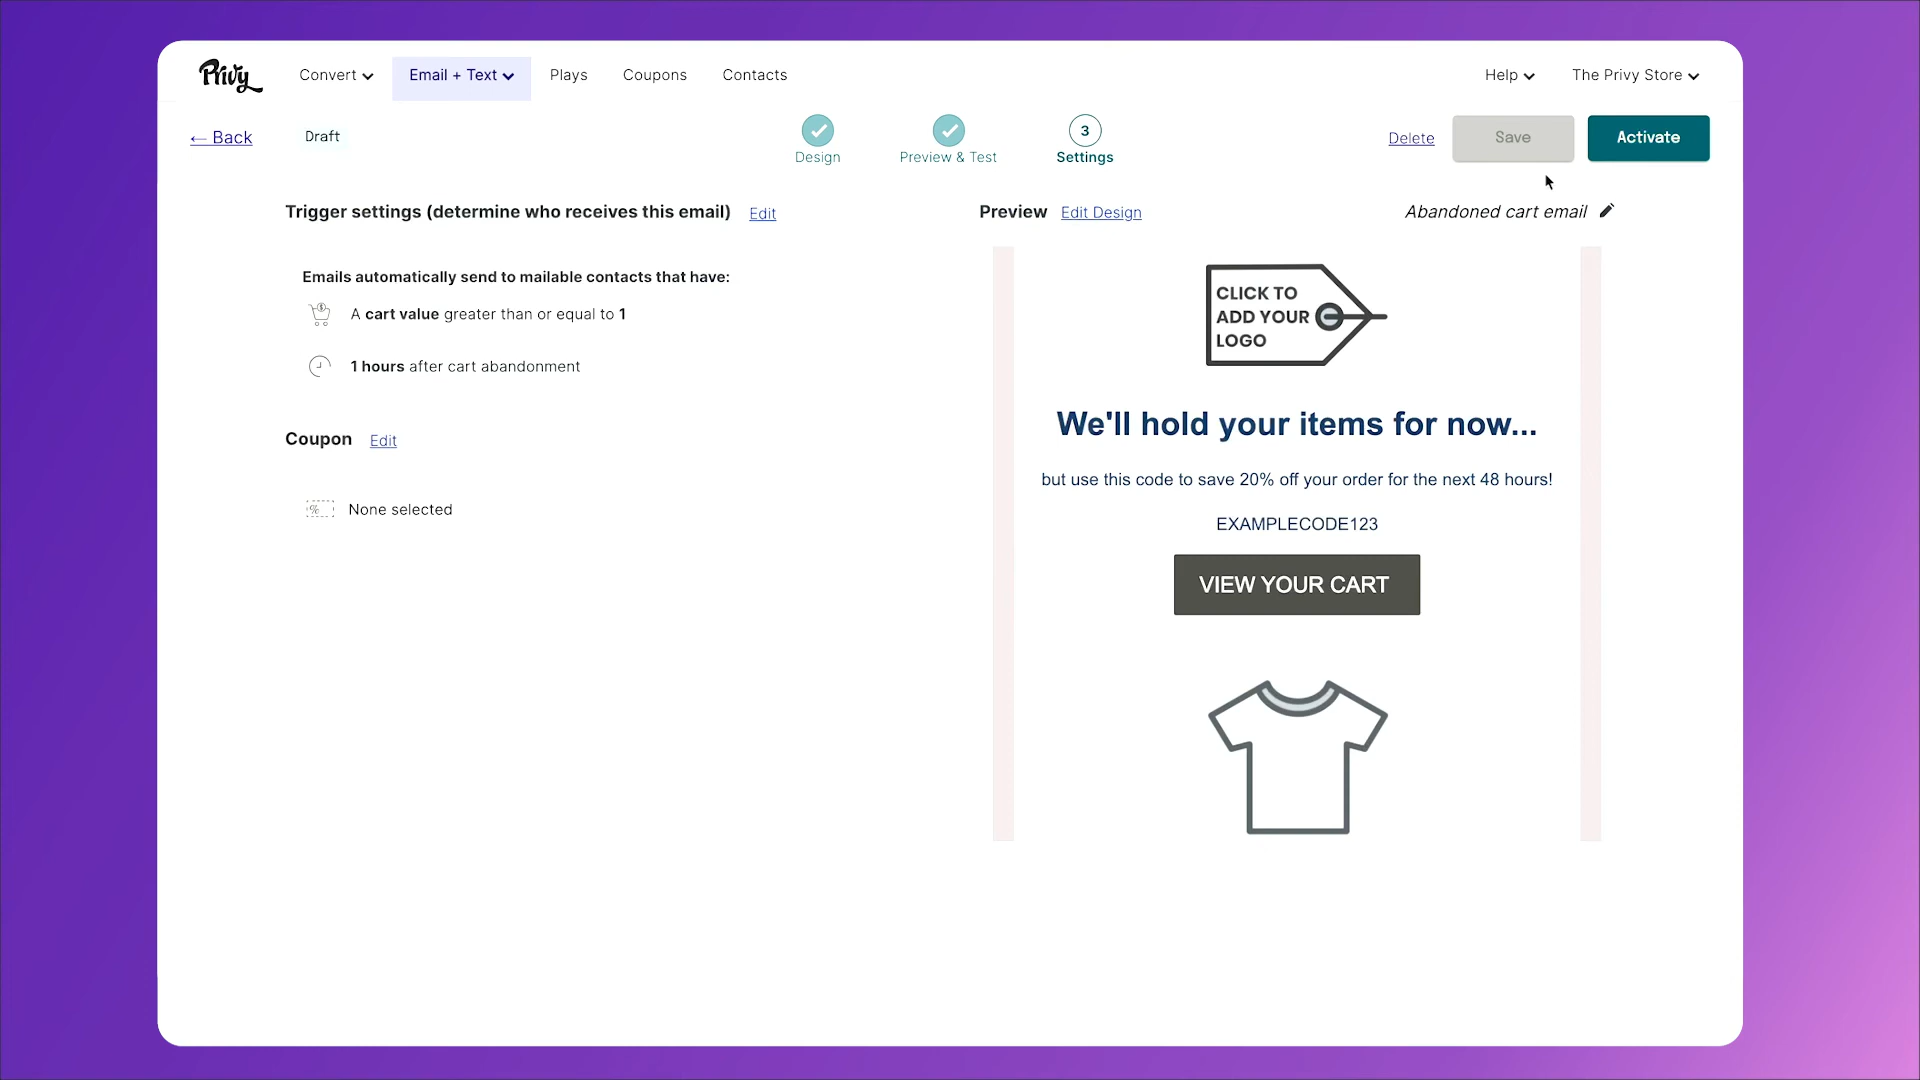 Privy
Convert
Email + Text
Plays
Coupons
Contacts
Help
The Privy Store
← Back
Draft
Design
Preview & Test
3
Settings
Delete
Save
Activate
Trigger settings (determine who receives this email)
Edit
Preview
Edit Design
Abandoned cart email
Emails automatically send to mailable contacts that have:
A cart value greater than or equal to 1
1 hours after cart abandonment
Coupon
Edit
%
None selected
CLICK TO
ADD YOUR
LOGO
We'll hold your items for now...
but use this code to save 20% off your order for the next 48 hours!
EXAMPLECODE123
VIEW YOUR CART